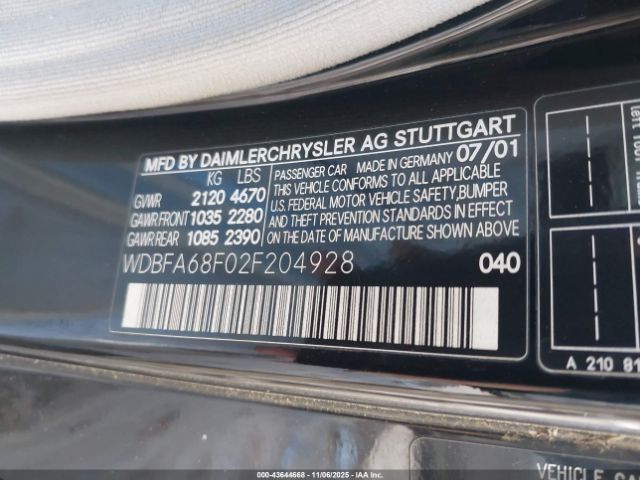 MFD BY DAIMLERCHRYSLER AG STUTTGART
KG LBS
GVWR 2120 4670
GAWR FRONT 1035 2280
GAWR REAR 1085 2390
PASSENGER CAR MADE IN GERMANY 07/01
THIS VEHICLE CONFORMS TO ALL APPLICABLE
U.S. FEDERAL MOTOR VEHICLE SAFETY, BUMPER
AND THEFT PREVENTION STANDARDS IN EFFECT
ON THE DATE OF MANUFACTURE SHOWN ABOVE
WDBFA68F02F204928
040
A 210 81
VEHICLE
© IAA - 43644668 - 11/06/2025 - PUBLIC